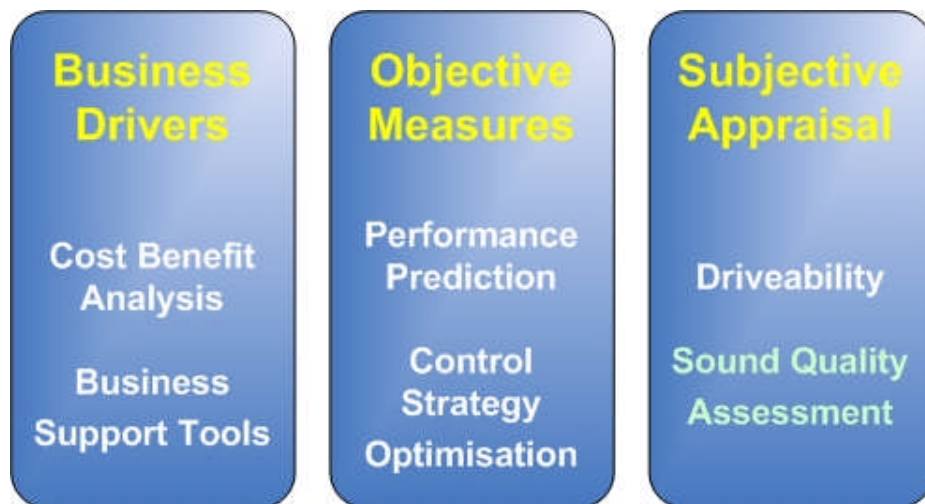 Business
Drivers
Cost Benefit
Analysis
Business
Support Tools
Objective
Measures
Performance
Prediction
Control
Strategy
Optimisation
Subjective
Appraisal
Driveability
Sound Quality
Assessment